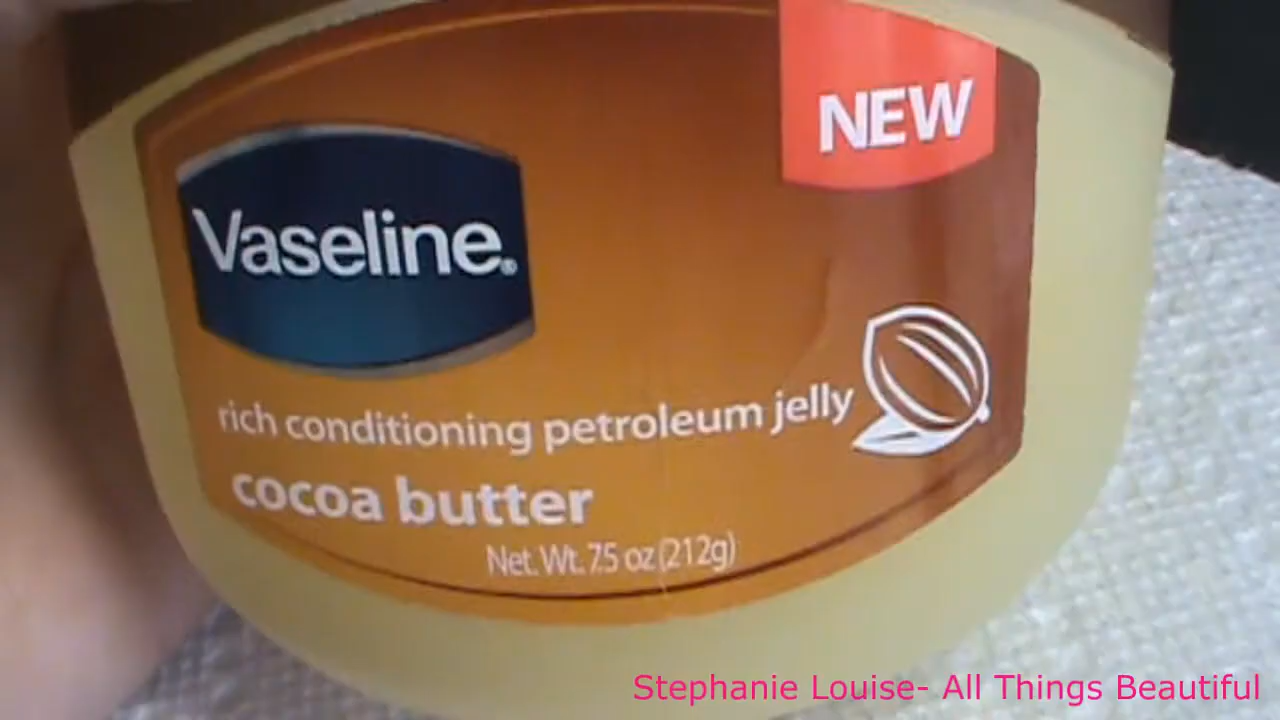 NEW
Vaseline®
rich conditioning petroleum jelly
cocoa butter
Net. Wt. 7.5 oz (212g)
Stephanie Louise- All Things Beautiful